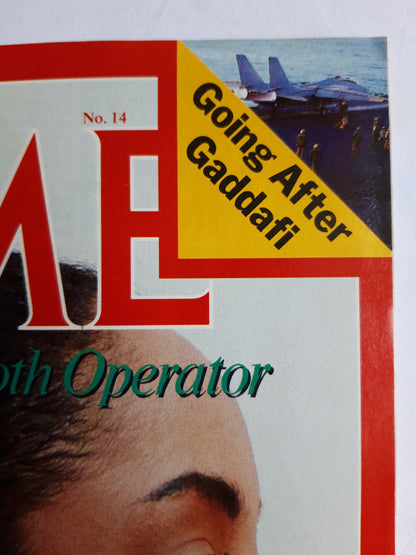 No. 14
Going After
Gaddafi
ME
oth Operator